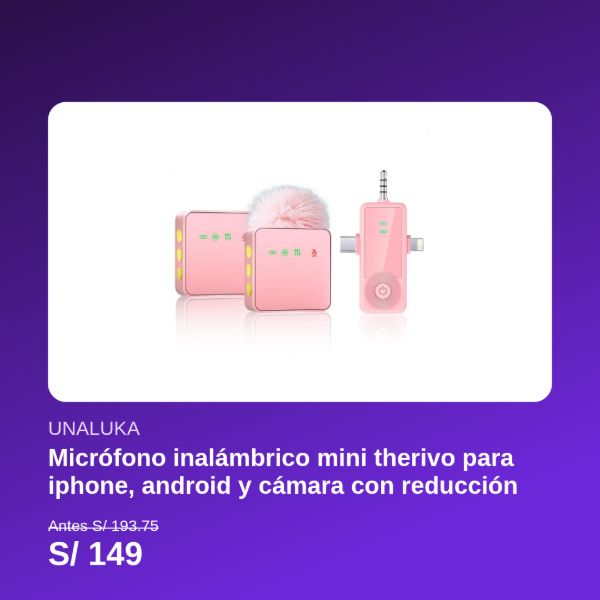 UNALUKA
Micrófono inalámbrico mini therivo para
iphone, android y cámara con reducción
Antes S/ 193.75
S/ 149